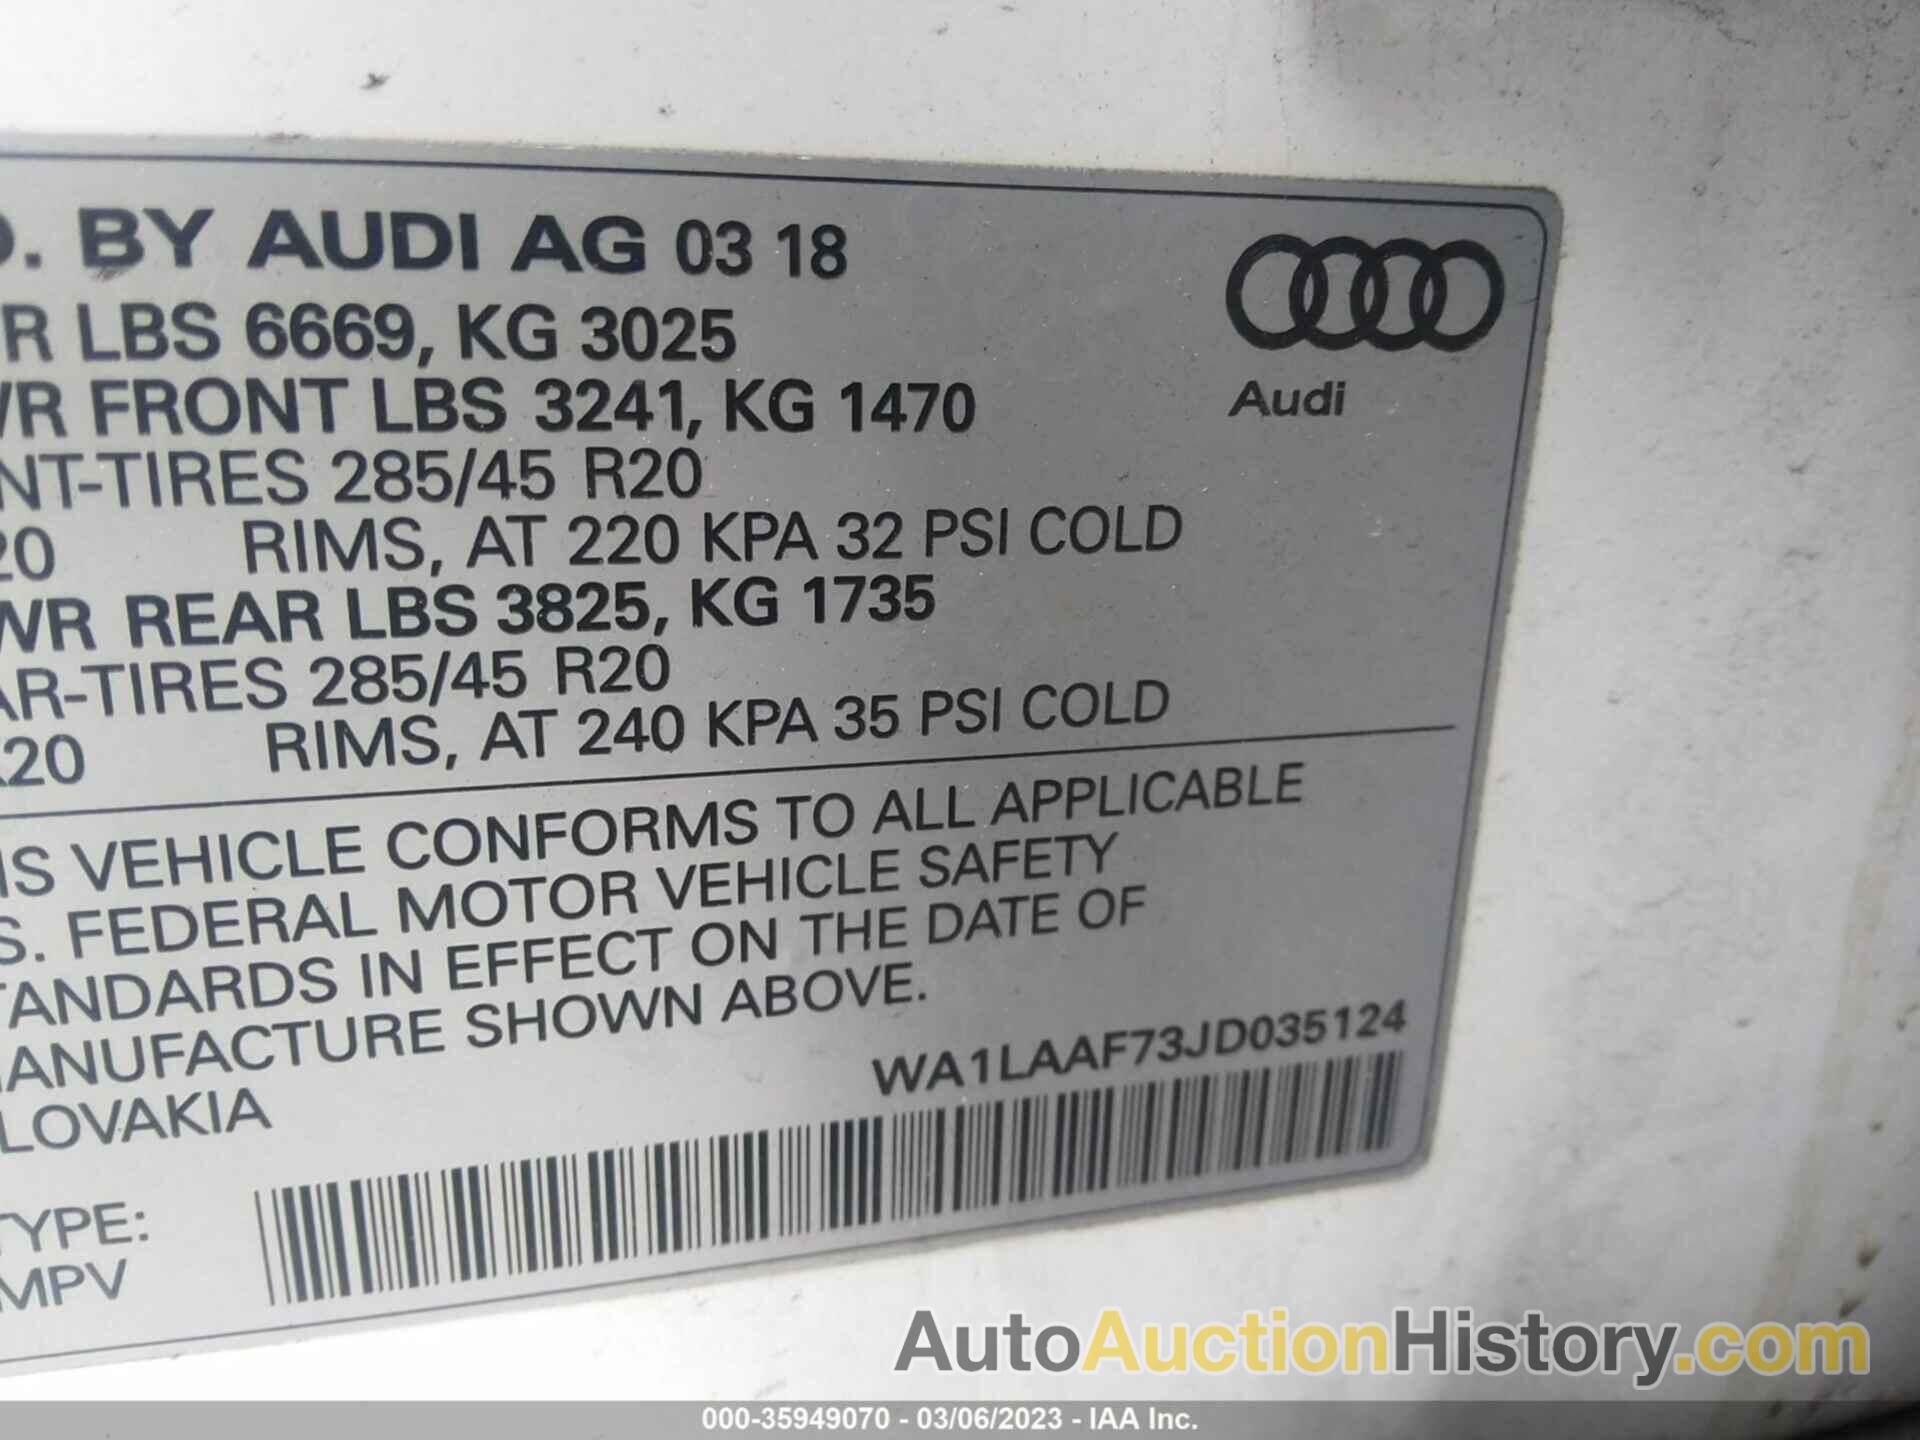 D. BY AUDI AG 03 18
R LBS 6669, KG 3025
WR FRONT LBS 3241, KG 1470
NT-TIRES 285/45 R20
20 RIMS, AT 220 KPA 32 PSI COLD
WR REAR LBS 3825, KG 1735
AR-TIRES 285/45 R20
20 RIMS, AT 240 KPA 35 PSI COLD
IS VEHICLE CONFORMS TO ALL APPLICABLE
S. FEDERAL MOTOR VEHICLE SAFETY
TANDARDS IN EFFECT ON THE DATE OF
MANUFACTURE SHOWN ABOVE.
LOVAKIA
WA1LAAF73JD035124
TYPE:
MPV
Audi
AutoAuctionHistory.com
000-35949070 - 03/06/2023 - IAA Inc.